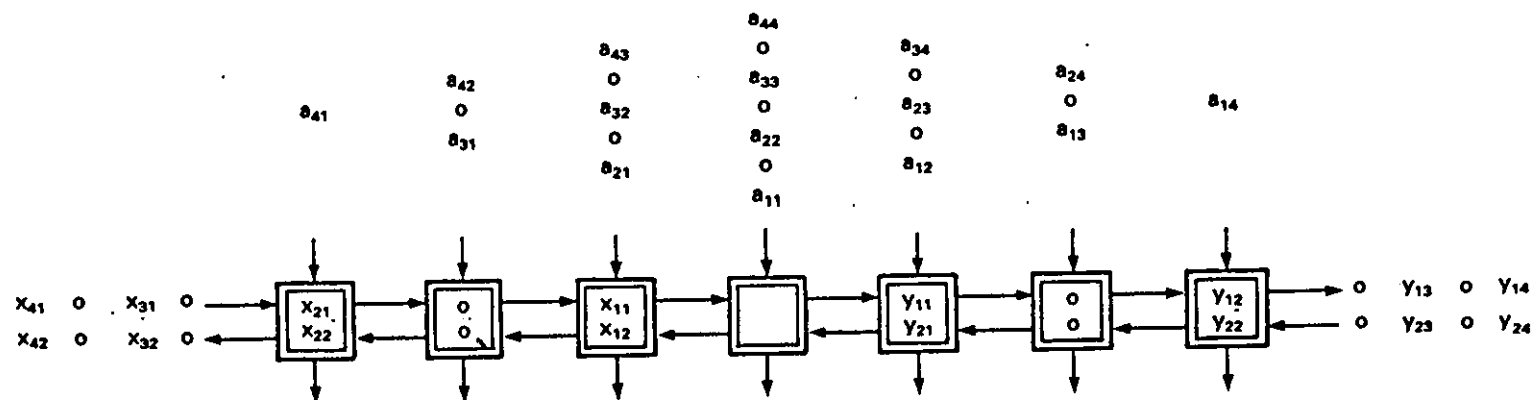 a44
a43 o a34
a42 o a33 o a24
a41 o a32 o a23 o a14
a31 o a22 o a13
a21 o a12
a11
x41 o x31 o x21 o x11 y11 o y12 o y13 o y14
x42 o x32 o x22 o x12 y21 o y22 o y23 o y24